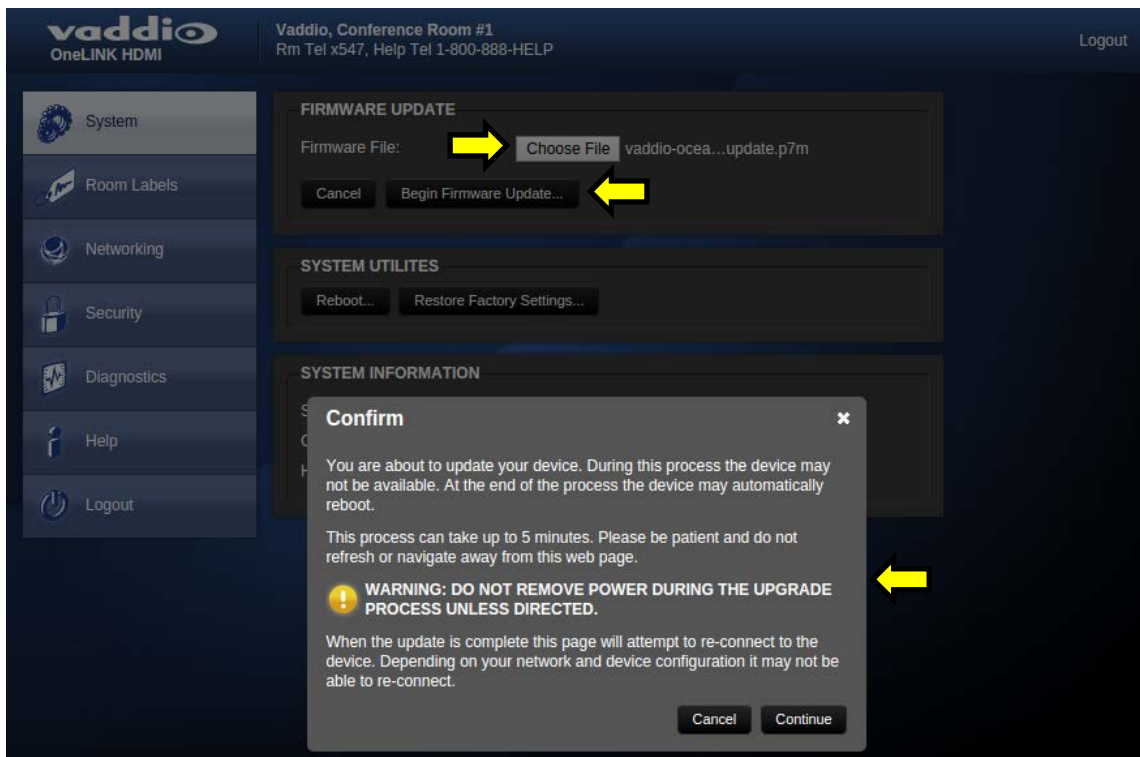 vaddio
OneLINK HDMI
Vaddio, Conference Room #1
Rm Tel x547, Help Tel 1-800-888-HELP
Logout
System
Room Labels
Networking
Security
Diagnostics
Help
Logout
FIRMWARE UPDATE
Firmware File: Choose File vaddio-ocea...update.p7m
Cancel Begin Firmware Update...
SYSTEM UTILITES
Reboot... Restore Factory Settings...
SYSTEM INFORMATION
Confirm
You are about to update your device. During this process the device may
not be available. At the end of the process the device may automatically
reboot.
This process can take up to 5 minutes. Please be patient and do not
refresh or navigate away from this web page.
WARNING: DO NOT REMOVE POWER DURING THE UPGRADE
PROCESS UNLESS DIRECTED.
When the update is complete this page will attempt to re-connect to the
device. Depending on your network and device configuration it may not be
able to re-connect.
Cancel Continue